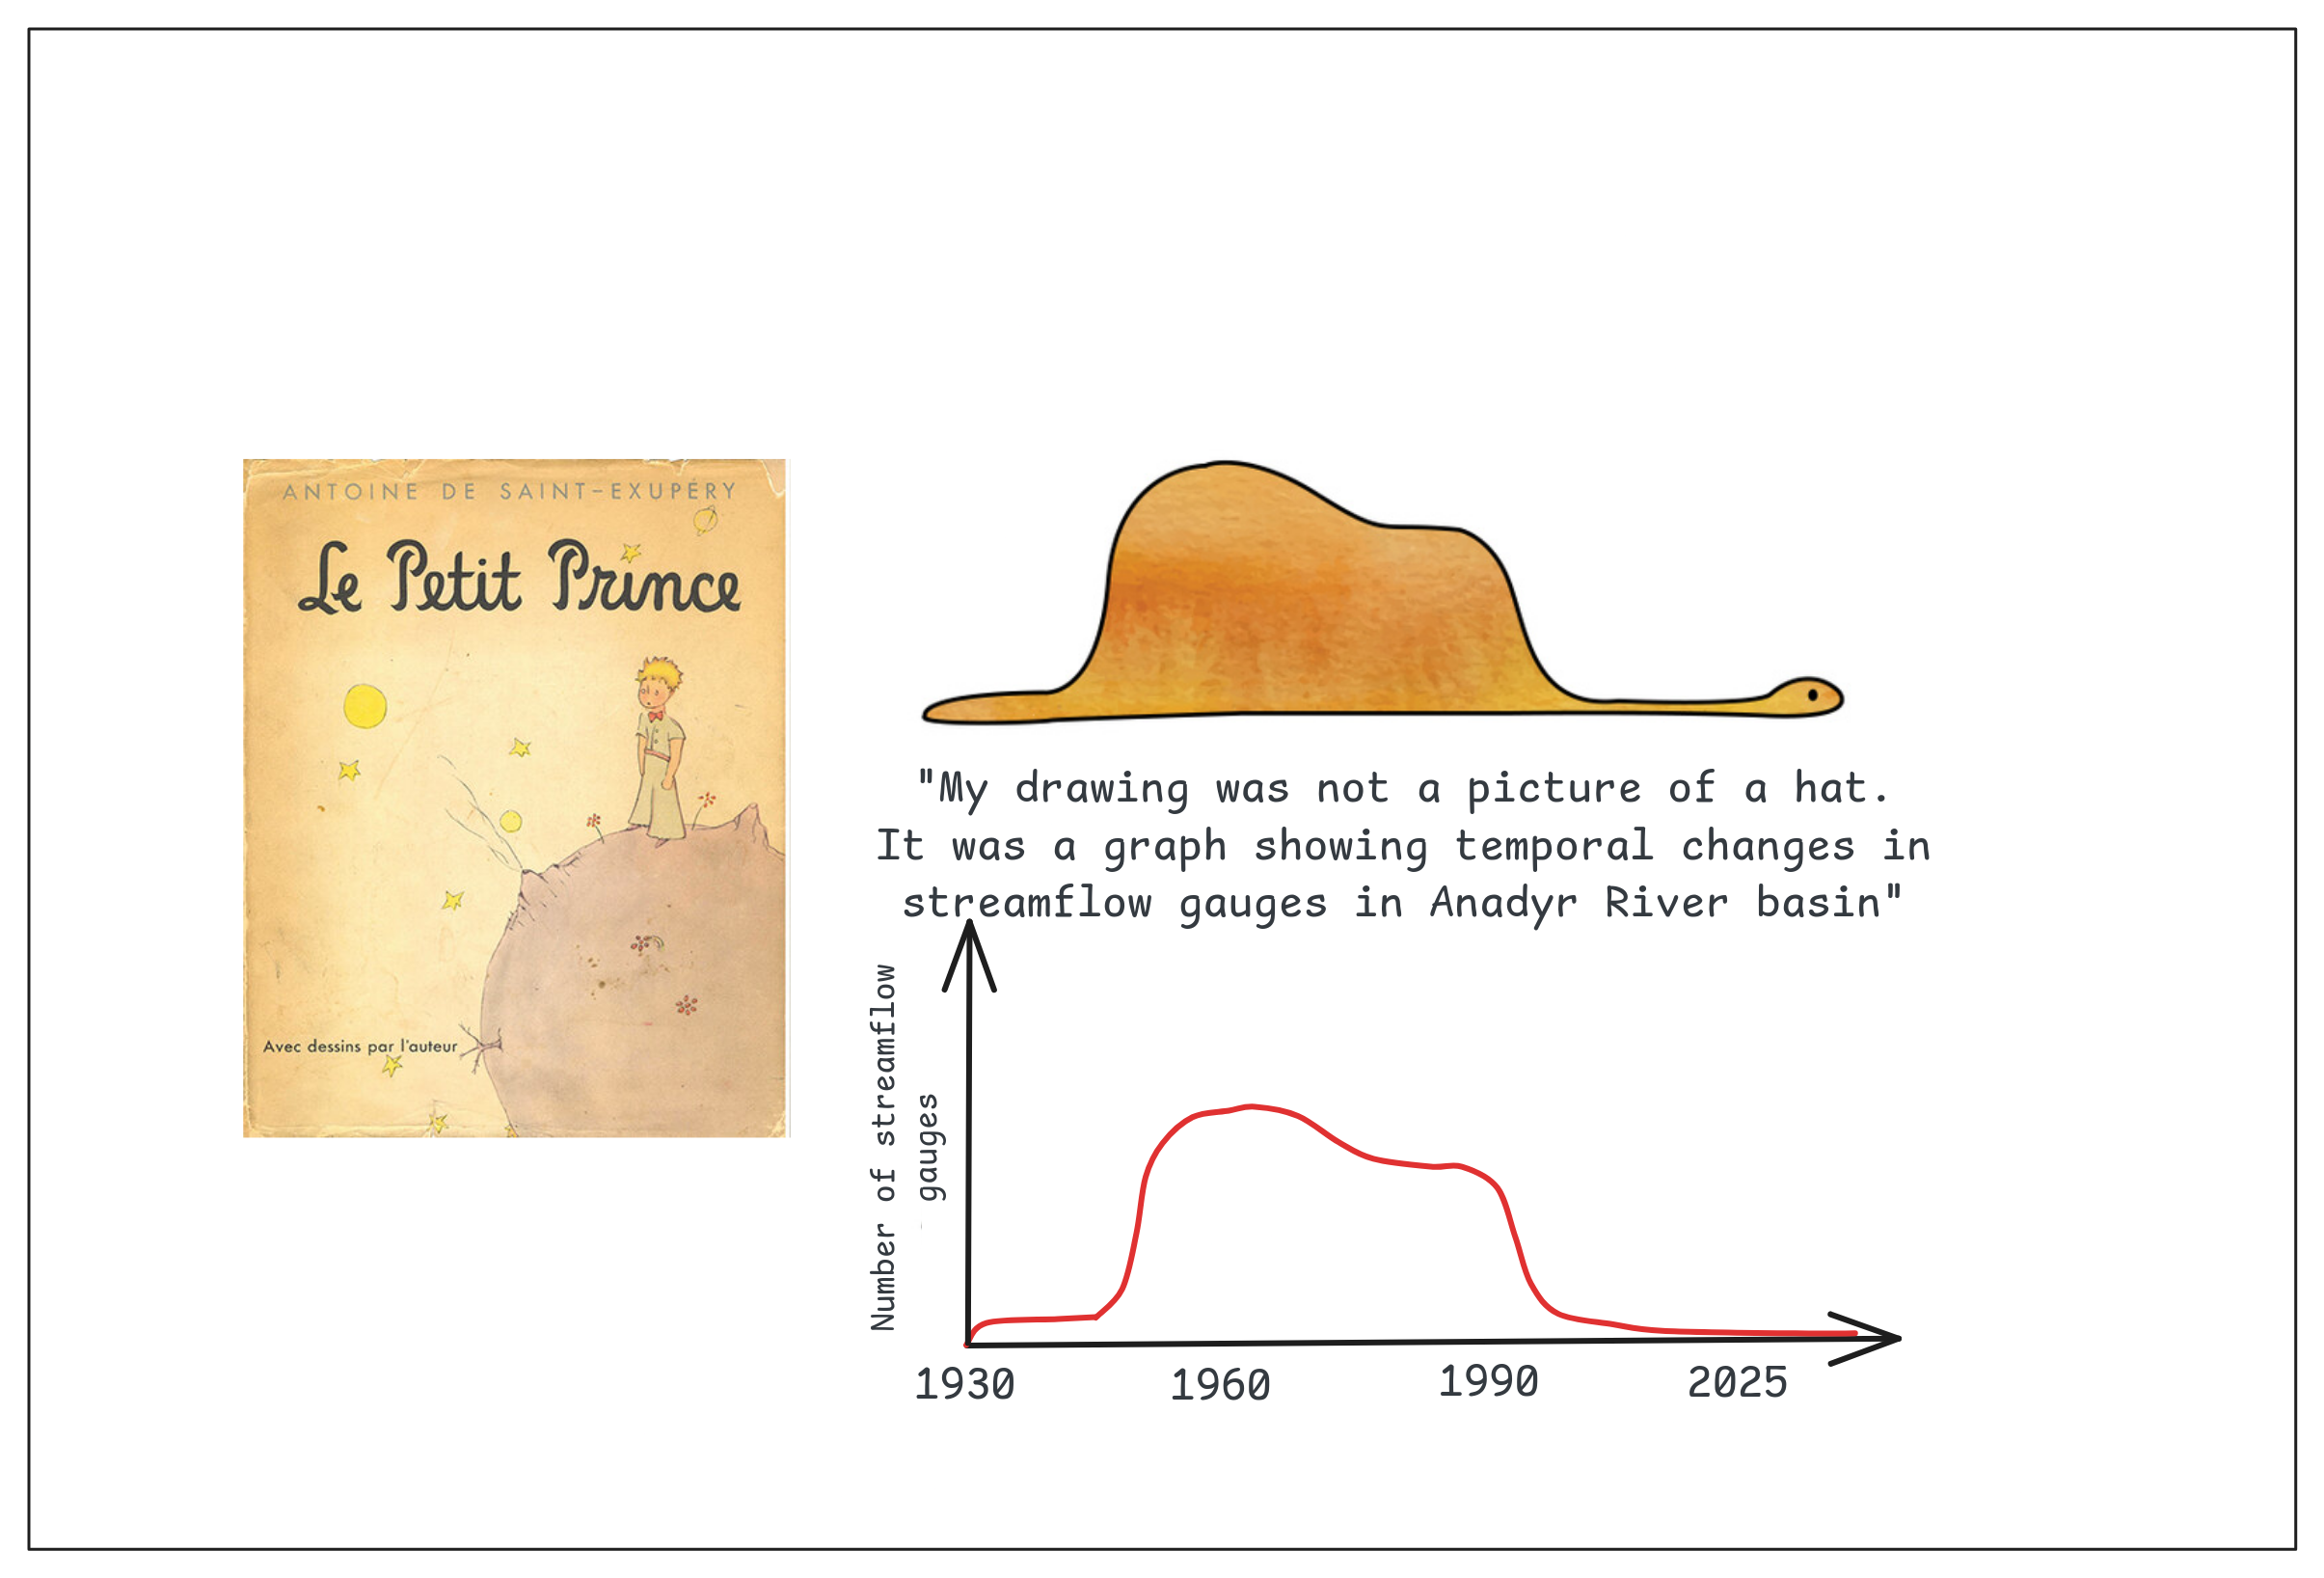 ANTOINE DE SAINT-EXUPÉRY
Le Petit Prince
Avec dessins par l'auteur
"My drawing was not a picture of a hat.
It was a graph showing temporal changes in
streamflow gauges in Anadyr River basin"
Number of streamflow
gauges
1930 1960 1990 2025